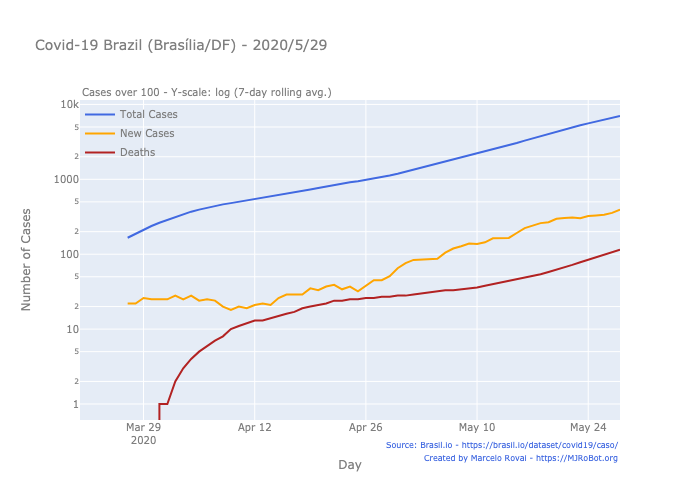 Covid-19 Brazil (Brasília/DF) - 2020/5/29
Cases over 100 - Y-scale: log (7-day rolling avg.)
Total Cases
New Cases
Deaths
10k
5
2
1000
5
2
100
5
2
10
5
2
1
Number of Cases
Mar 29
2020
Apr 12
Apr 26
May 10
May 24
Day
Source: Brasil.io - https://brasil.io/dataset/covid19/caso/
Created by Marcelo Rovai - https://MJRoBot.org